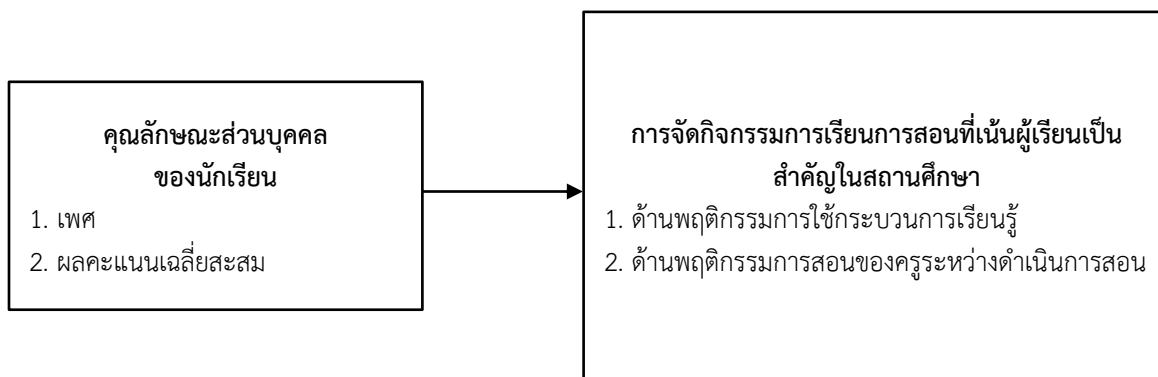 คุณลักษณะส่วนบุคคล
ของนักเรียน
1. เพศ
2. ผลคะแนนเฉลี่ยสะสม
การจัดกิจกรรมการเรียนการสอนที่เน้นผู้เรียนเป็น
สำคัญในสถานศึกษา
1. ด้านพฤติกรรมการใช้กระบวนการเรียนรู้
2. ด้านพฤติกรรมการสอนของครูระหว่างดำเนินการสอน